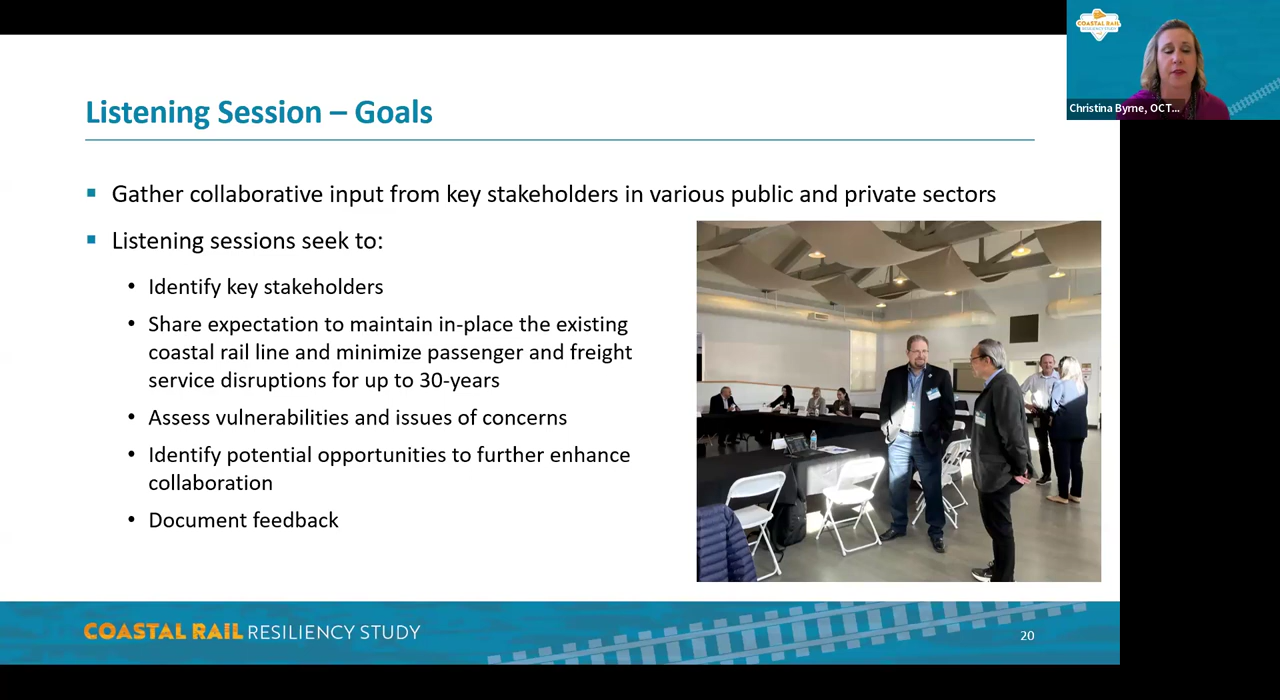 COASTAL RAIL
RESILIENCY STUDY
Christina Byrne, OCT...
Listening Session – Goals
Gather collaborative input from key stakeholders in various public and private sectors
Listening sessions seek to:
Identify key stakeholders
Share expectation to maintain in-place the existing
coastal rail line and minimize passenger and freight
service disruptions for up to 30-years
Assess vulnerabilities and issues of concerns
Identify potential opportunities to further enhance
collaboration
Document feedback
COASTAL RAIL RESILIENCY STUDY
20